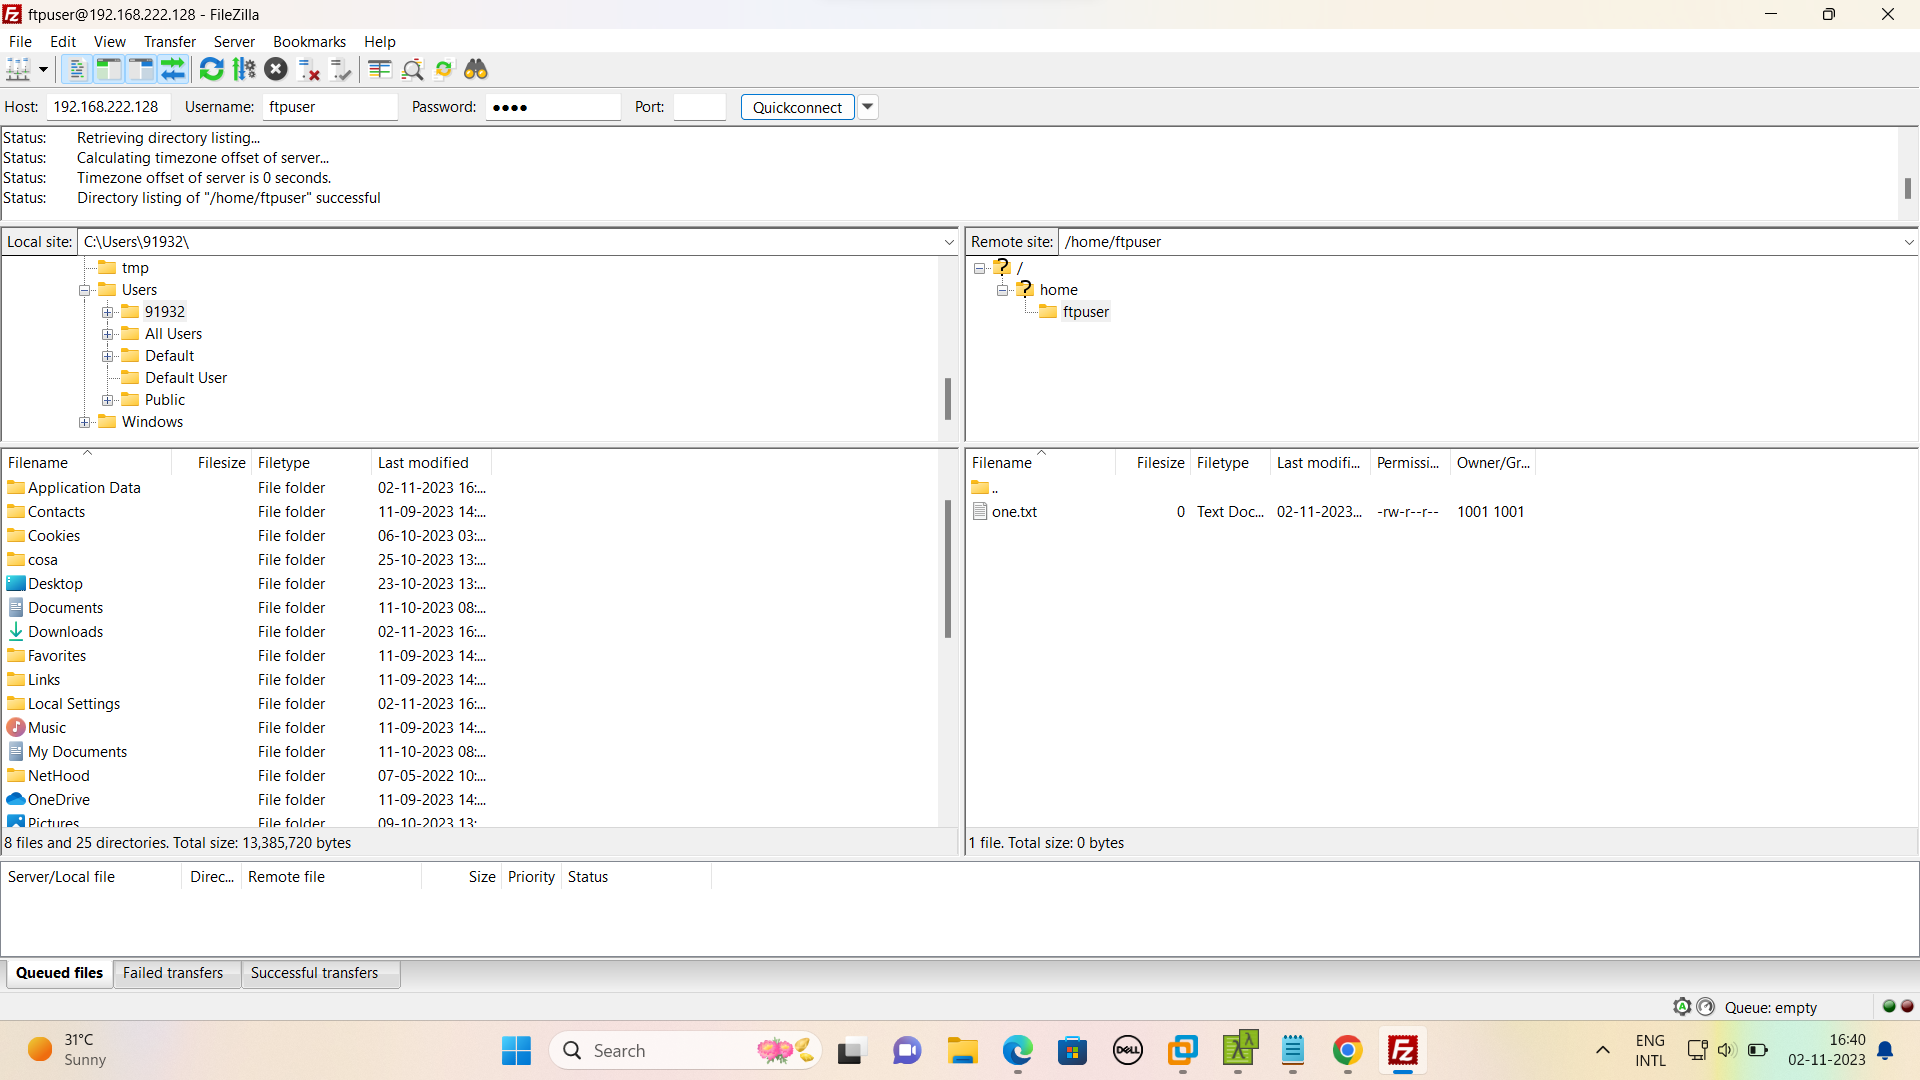 ftpuser@192.168.222.128 - FileZilla
File Edit View Transfer Server Bookmarks Help
Host: 192.168.222.128 Username: ftpuser Password: ●●●● Port: Quickconnect
Status: Retrieving directory listing...
Status: Calculating timezone offset of server...
Status: Timezone offset of server is 0 seconds.
Status: Directory listing of "/home/ftpuser" successful
Local site: C:\Users\91932\
tmp
Users
91932
All Users
Default
Default User
Public
Windows
Remote site: /home/ftpuser
/
home
ftpuser
Filename Filesize Filetype Last modified
Application Data File folder 02-11-2023 16:...
Contacts File folder 11-09-2023 14:...
Cookies File folder 06-10-2023 03:...
cosa File folder 25-10-2023 13:...
Desktop File folder 23-10-2023 13:...
Documents File folder 11-10-2023 08:...
Downloads File folder 02-11-2023 16:...
Favorites File folder 11-09-2023 14:...
Links File folder 11-09-2023 14:...
Local Settings File folder 02-11-2023 16:...
Music File folder 11-09-2023 14:...
My Documents File folder 11-10-2023 08:...
NetHood File folder 07-05-2022 10:...
OneDrive File folder 11-09-2023 14:...
Pictures File folder 09-10-2023 13:
8 files and 25 directories. Total size: 13,385,720 bytes
Filename Filesize Filetype Last modifi... Permissi... Owner/Gr...
..
one.txt 0 Text Doc... 02-11-2023... -rw-r--r-- 1001 1001
1 file. Total size: 0 bytes
Server/Local file Direc... Remote file Size Priority Status
Queued files Failed transfers Successful transfers
Queue: empty
31°C
Sunny
Search
DELL
ENG
INTL
16:40
02-11-2023